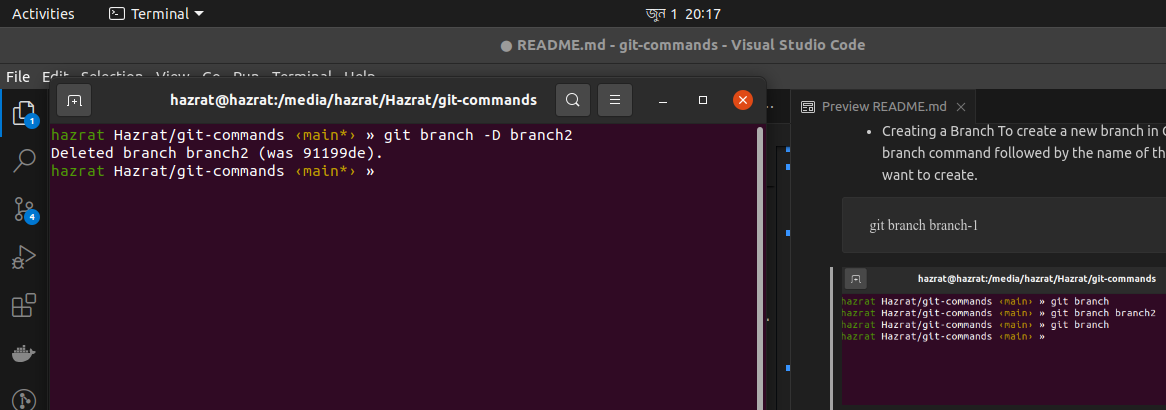 Activities
Terminal
জুন 1 20:17
● README.md - git-commands - Visual Studio Code
File Edit Selection View Go Run Terminal Help
hazrat@hazrat:/media/hazrat/Hazrat/git-commands
hazrat Hazrat/git-commands ‹main*› » git branch -D branch2
Deleted branch branch2 (was 91199de).
hazrat Hazrat/git-commands ‹main*› »
1
4
Preview README.md
• Creating a Branch To create a new branch in
branch command followed by the name of th
want to create.
git branch branch-1
hazrat@hazrat:/media/hazrat/Hazrat/git-commands
hazrat Hazrat/git-commands ‹main› » git branch
hazrat Hazrat/git-commands ‹main› » git branch branch2
hazrat Hazrat/git-commands ‹main› » git branch
hazrat Hazrat/git-commands ‹main› »